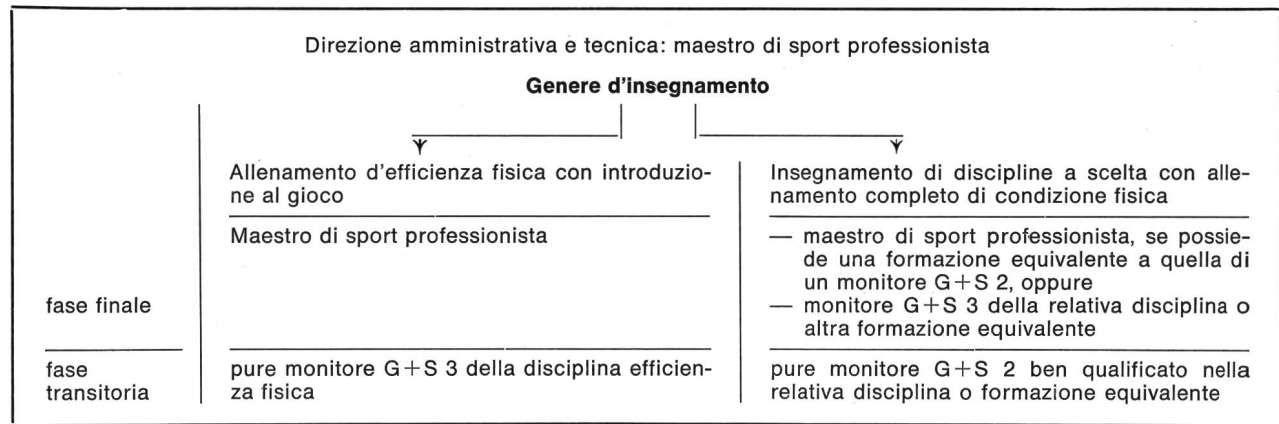 Direzione amministrativa e tecnica: maestro di sport professionista
Genere d'insegnamento
Allenamento d'efficienza fisica con introduzio-
ne al gioco
Insegnamento di discipline a scelta con alle-
namento completo di condizione fisica
fase finale
Maestro di sport professionista
— maestro di sport professionista, se possie-
de una formazione equivalente a quella di
un monitore G+S 2, oppure
— monitore G+S 3 della relativa disciplina o
altra formazione equivalente
fase
transitoria
pure monitore G+S 3 della disciplina efficien-
za fisica
pure monitore G+S 2 ben qualificato nella
relativa disciplina o formazione equivalente